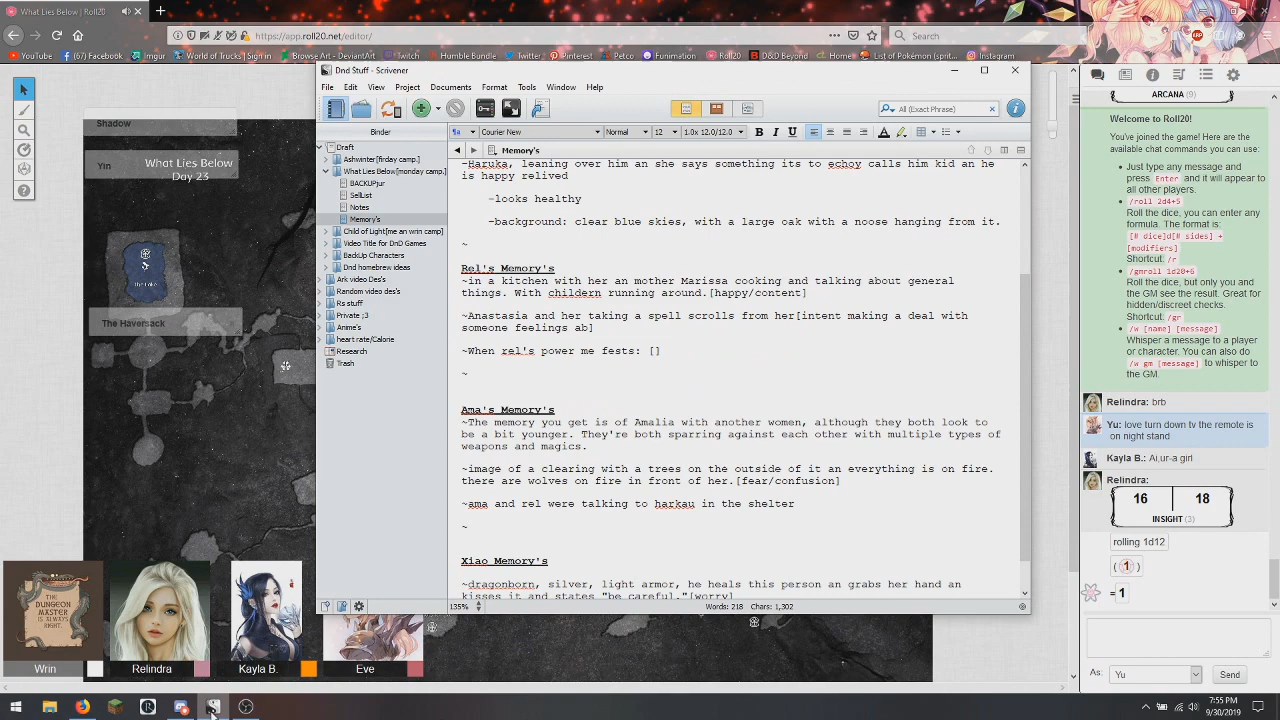 What Lies Below | Roll20
https://app.roll20.net/editor/
Search
YouTube
(67) Facebook
Imgur
World of Trucks | In...
Browse Art - DeviantArt
Twitch
Humble Bundle
Twitter
Pinterest
Petco
Funimation
Roll20
D&D Beyond
Home
List of Pokémon (sprit...
Instagram
Shadow
Yin
What Lies Below
Day 23
The Lake
The Haversack
Dnd Stuff - Scrivener
File Edit View Project Documents Format Tools Window Help
All (Exact Phrase)
Binder
Courier New
Normal
12
1.0x 12.0/12.0
B I U A
Memory's
Draft
Ashwinter[friday camp.]
What Lies Below[monday camp.]
BACKUPjur
SellList
Notes
Memory's
Child of Light[me an wrin camp]
Video Title for DnD Games
BackUp Characters
Dnd homebrew ideas
Ark video Des's
Random video des's
Rs stuff
Private ;3
Anime's
heart rate/Calorie
Research
Trash
~Haruka, leaning over him an she says something its to echoy calls him kid an he
is happy relived
-looks healthy
-background: clear blue skies, with a large oak with a noose hanging from it.
~
Rel's Memory's
~in a kitchen with her an mother Marissa cooking and talking about general
things. With childern running around.[happy/content]
~Anastasia and her taking a spell scrolls from her[intent making a deal with
someone feelings ab]
~When rel's power me fests: []
~
Ama's Memory's
~The memory you get is of Amalia with another women, although they both look to
be a bit younger. They're both sparring against each other with multiple types of
weapons and magics.
~image of a clearing with a trees on the outside of it an everything is on fire.
there are wolves on fire in front of her.[fear/confusion]
~ama and rel were talking to harkau in the shelter
~
Xiao Memory's
~dragonborn, silver, light armor, he heals this person an grabs her hand an
kisses it and states "be careful."[worry]
135%
Words: 218 Chars: 1,302
ARCANA (9)
Welcome to Roll20!
You've joined the game! Here are the
available chat commands you can use:
Just type any message and
press Enter and it will appear to
all other players.
/roll 2d4+5
Roll the dice, you can enter any
formula. The format is:
[# dice]d[# sides] +
[modifiers]
Shortcut: /r
/gmroll 1d20+6
Roll the dice, but only you and
the GM see the result. Great for
hidden/discreet checks.
Shortcut: /gr
/w [name] [message]
Whisper a message to a player
or character. You can also do
/w gm [message] to whisper to
the GM.
Relindra: brb
Yu: love turn down tv the remote is
on night stand
Kayla B.: Ai,ur-a girl
Relindra:
16 18
INSIGHT (3)
rolling 1d12
(1)
=1
As: Yu
Send
THE
DUNGEON
MASTER
IS
ALWAYS
RIGHT.
Wrin
Relindra
Kayla B.
Eve
7:55 PM
9/30/2019